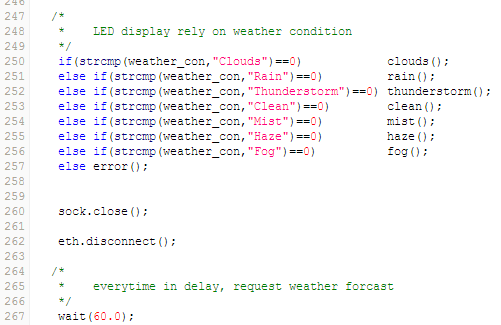 246
247 /*
248 * LED display rely on weather condition
249 */
250 if(strcmp(weather_con,"Clouds")==0) clouds();
251 else if(strcmp(weather_con,"Rain")==0) rain();
252 else if(strcmp(weather_con,"Thunderstorm")==0) thunderstorm();
253 else if(strcmp(weather_con,"Clean")==0) clean();
254 else if(strcmp(weather_con,"Mist")==0) mist();
255 else if(strcmp(weather_con,"Haze")==0) haze();
256 else if(strcmp(weather_con,"Fog")==0) fog();
257 else error();
258
259
260 sock.close();
261
262 eth.disconnect();
263
264 /*
265 * everytime in delay, request weather forcast
266 */
267 wait(60.0);